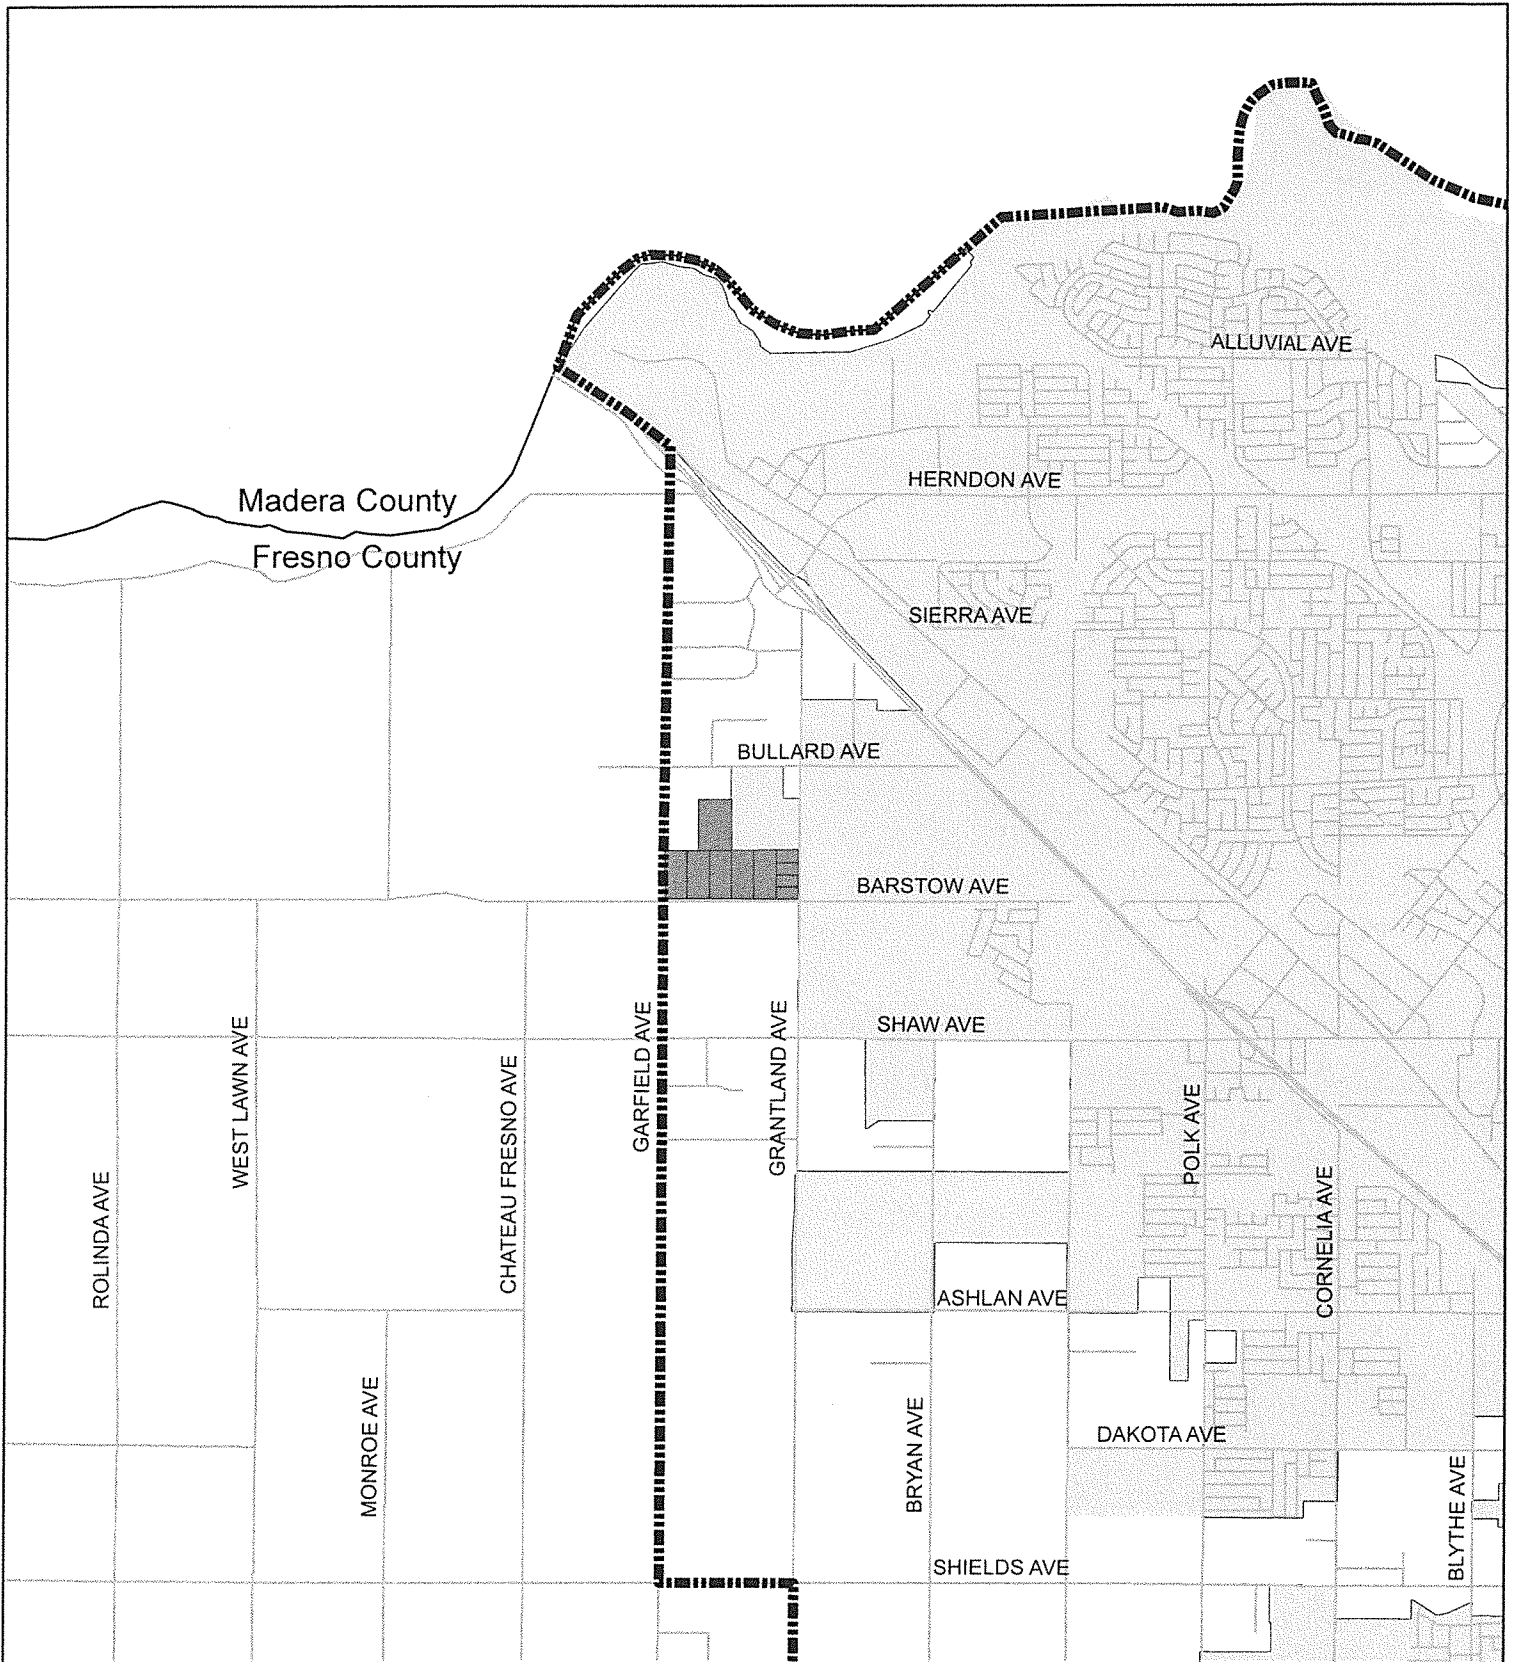 ALLUVIAL AVE
HERNDON AVE
Madera County
Fresno County
SIERRA AVE
BULLARD AVE
BARSTOW AVE
SHAW AVE
GARFIELD AVE
GRANTLAND AVE
WEST LAWN AVE
CHATEAU FRESNO AVE
POLK AVE
ROLINDA AVE
CORNELIA AVE
ASHLAN AVE
MONROE AVE
BRYAN AVE
DAKOTA AVE
BLYTHE AVE
SHIELDS AVE